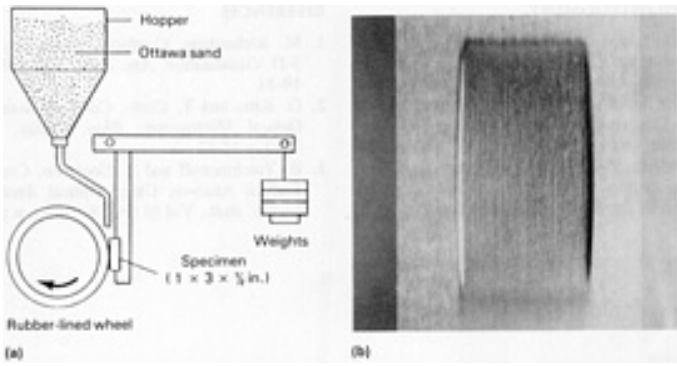 Hopper
Ottawa sand
Weights
Specimen
(1 × 3 × ½ in.)
Rubber-lined wheel
(a)
(b)